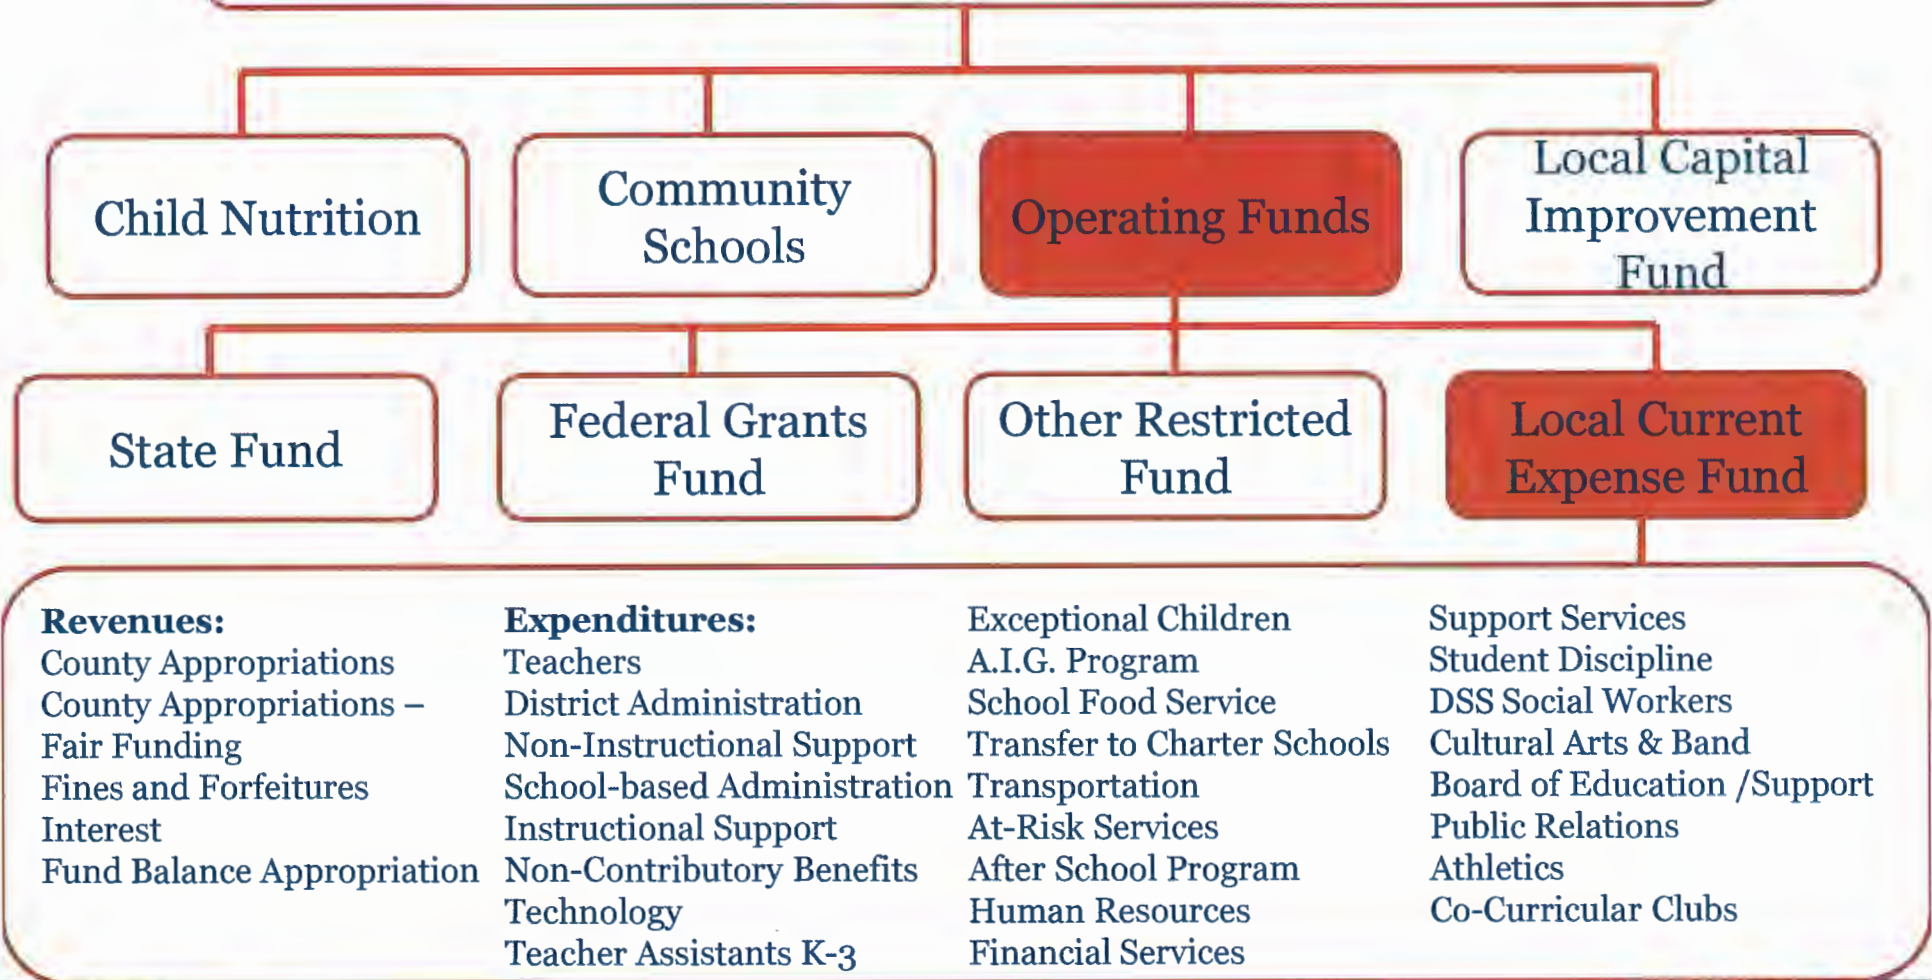 Child Nutrition
Community
Schools
Operating Funds
Local Capital
Improvement
Fund
State Fund
Federal Grants
Fund
Other Restricted
Fund
Local Current
Expense Fund
Revenues:
County Appropriations
County Appropriations –
Fair Funding
Fines and Forfeitures
Interest
Fund Balance Appropriation
Expenditures:
Teachers
District Administration
Non-Instructional Support
School-based Administration
Instructional Support
Non-Contributory Benefits
Technology
Teacher Assistants K-3
Exceptional Children
A.I.G. Program
School Food Service
Transfer to Charter Schools
Transportation
At-Risk Services
After School Program
Human Resources
Financial Services
Support Services
Student Discipline
DSS Social Workers
Cultural Arts & Band
Board of Education /Support
Public Relations
Athletics
Co-Curricular Clubs